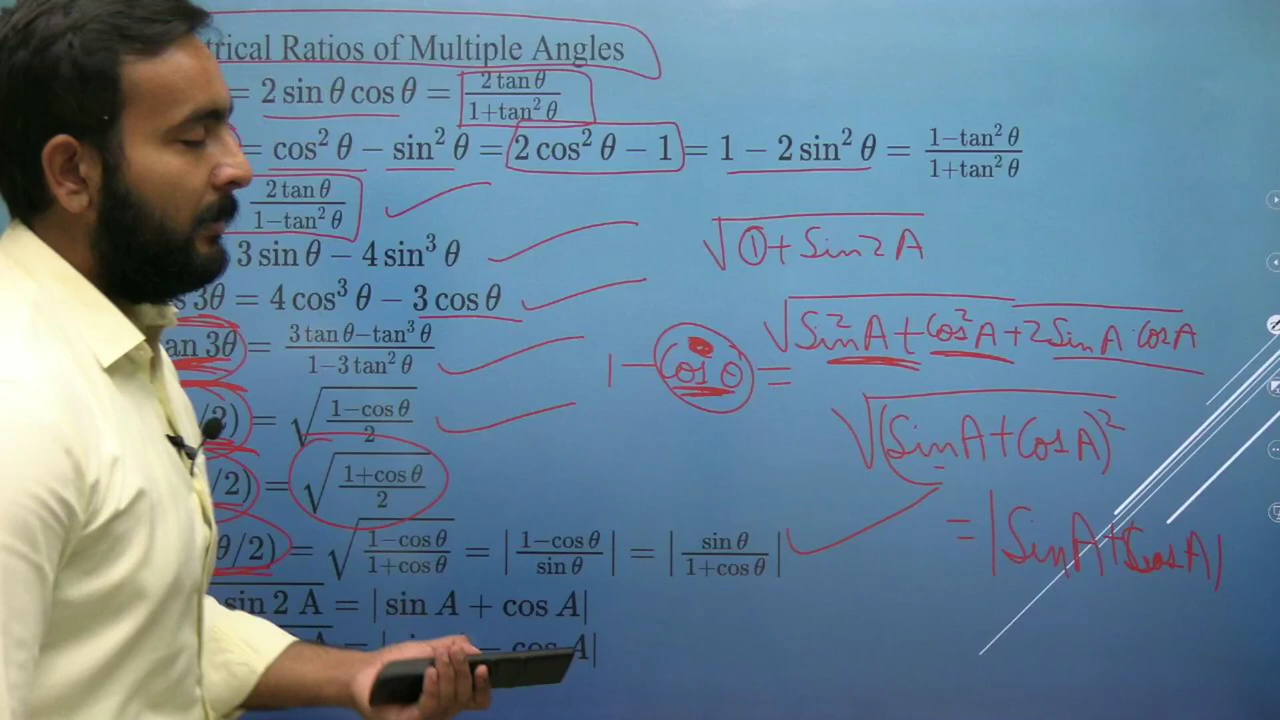 trical Ratios of Multiple Angles
= 2 sin θ cos θ = 2 tan θ / 1+tan² θ
= cos² θ − sin² θ = 2 cos² θ − 1 = 1 − 2 sin² θ = 1−tan² θ / 1+tan² θ
2 tan θ / 1−tan² θ
3 sin θ − 4 sin³ θ
s 3θ = 4 cos³ θ − 3 cos θ
an 3θ = 3 tan θ−tan³ θ / 1−3 tan² θ
/2) = √(1−cos θ / 2)
/2) = √(1+cos θ / 2)
θ/2) = √(1−cos θ / 1+cos θ) = |1−cos θ / sin θ| = |sin θ / 1+cos θ|
sin 2 A = | sin A + cos A|
A = | − cos A|
√(1 + Sin2A)
√(Sin²A + Cos²A + 2 SinA·CosA)
1 − Cos θ =
√(SinA + CosA)²
= |SinA + CosA|